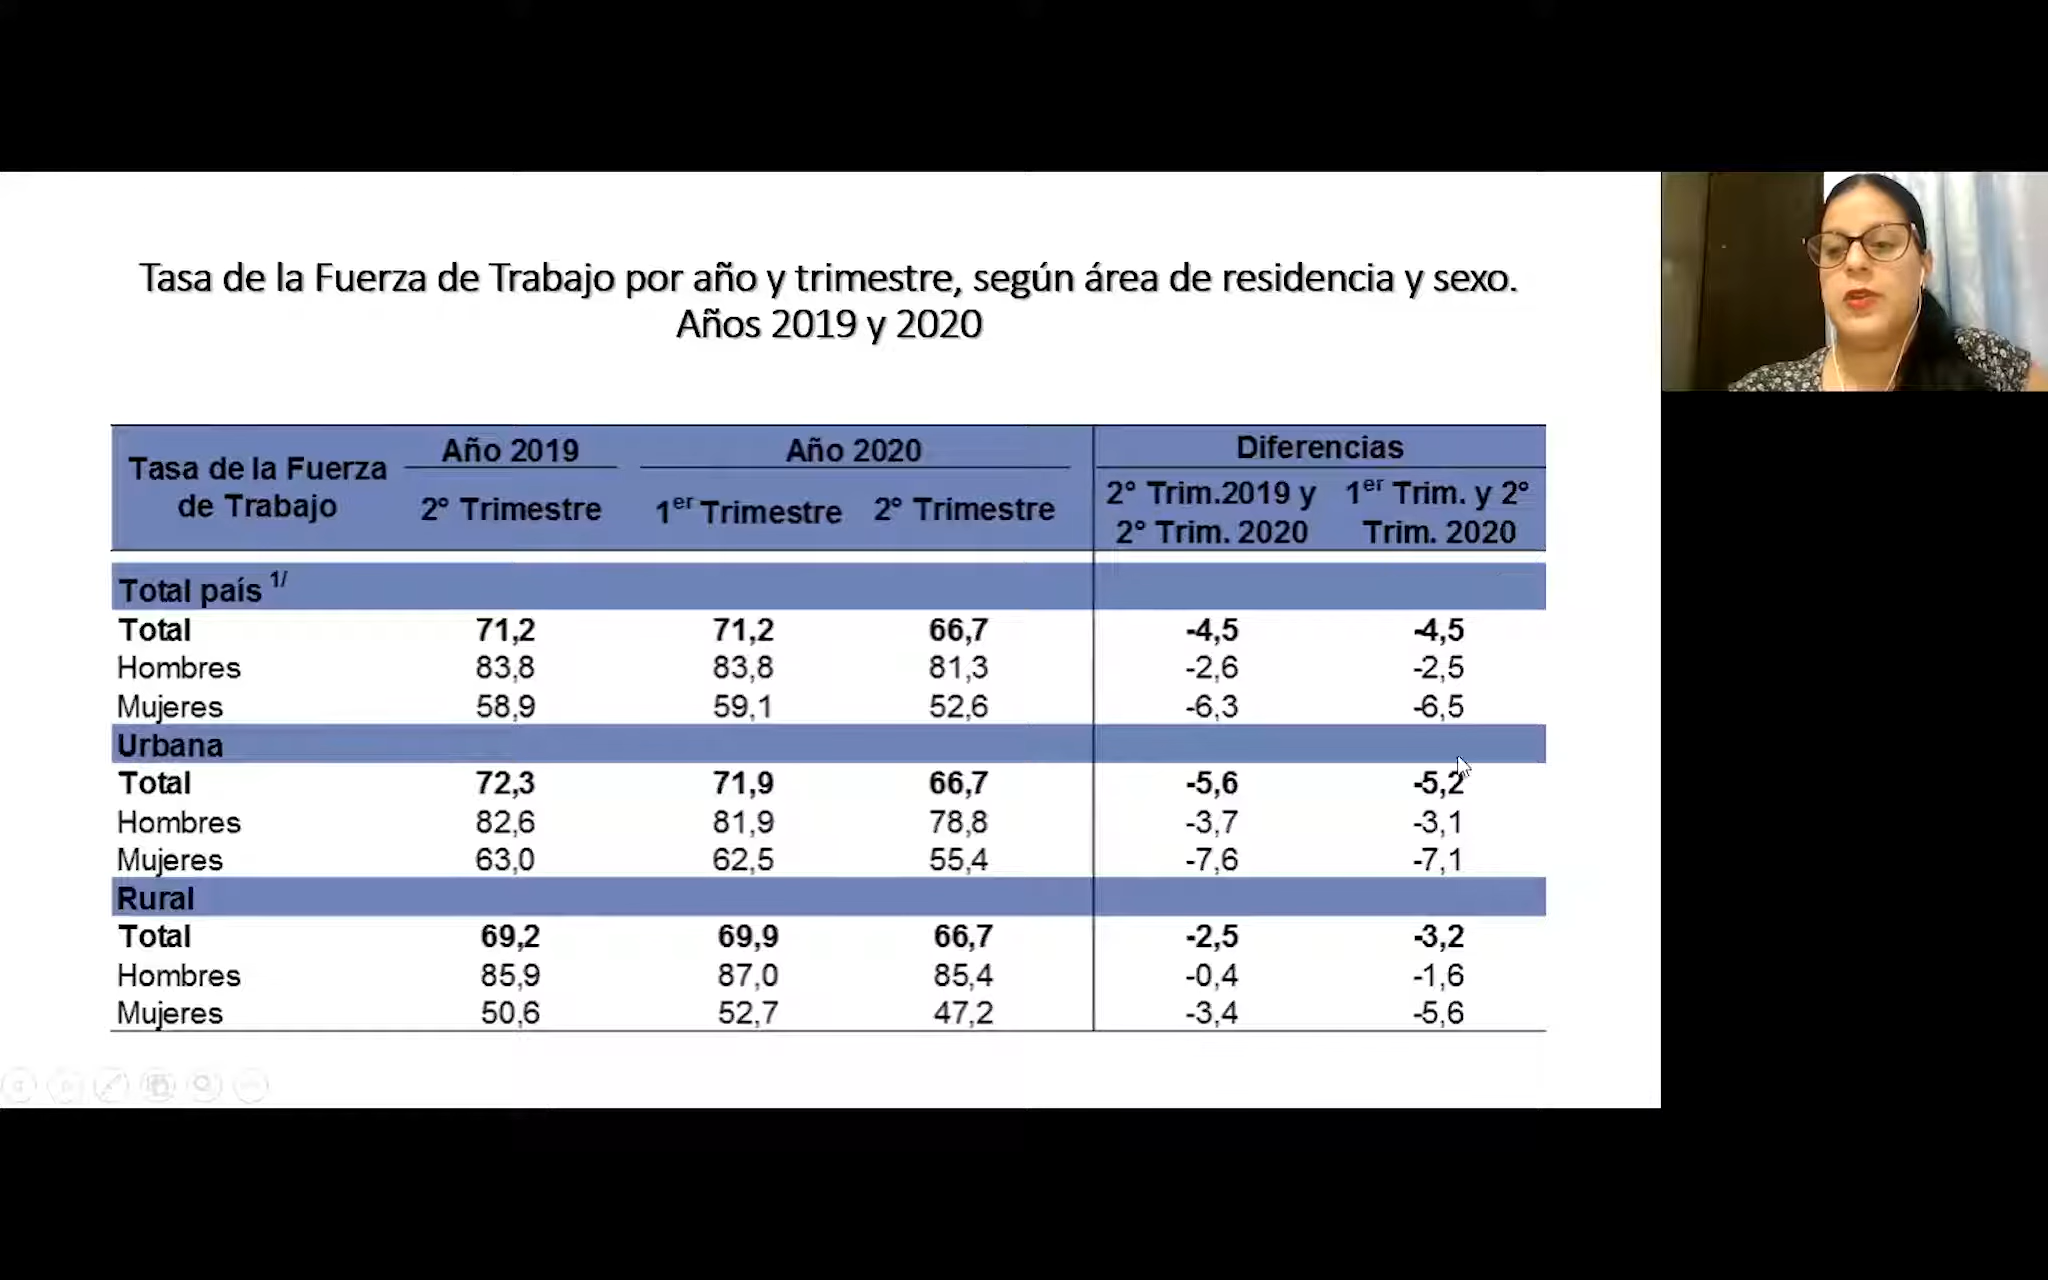 Tasa de la Fuerza de Trabajo por año y trimestre, según área de residencia y sexo.
Años 2019 y 2020
Tasa de la Fuerza de Trabajo Año 2019 Año 2020 Diferencias
2° Trimestre 1er Trimestre 2° Trimestre 2° Trim.2019 y 2° Trim. 2020 1er Trim. y 2° Trim. 2020
Total país 1/
Total 71,2 71,2 66,7 -4,5 -4,5
Hombres 83,8 83,8 81,3 -2,6 -2,5
Mujeres 58,9 59,1 52,6 -6,3 -6,5
Urbana
Total 72,3 71,9 66,7 -5,6 -5,2
Hombres 82,6 81,9 78,8 -3,7 -3,1
Mujeres 63,0 62,5 55,4 -7,6 -7,1
Rural
Total 69,2 69,9 66,7 -2,5 -3,2
Hombres 85,9 87,0 85,4 -0,4 -1,6
Mujeres 50,6 52,7 47,2 -3,4 -5,6